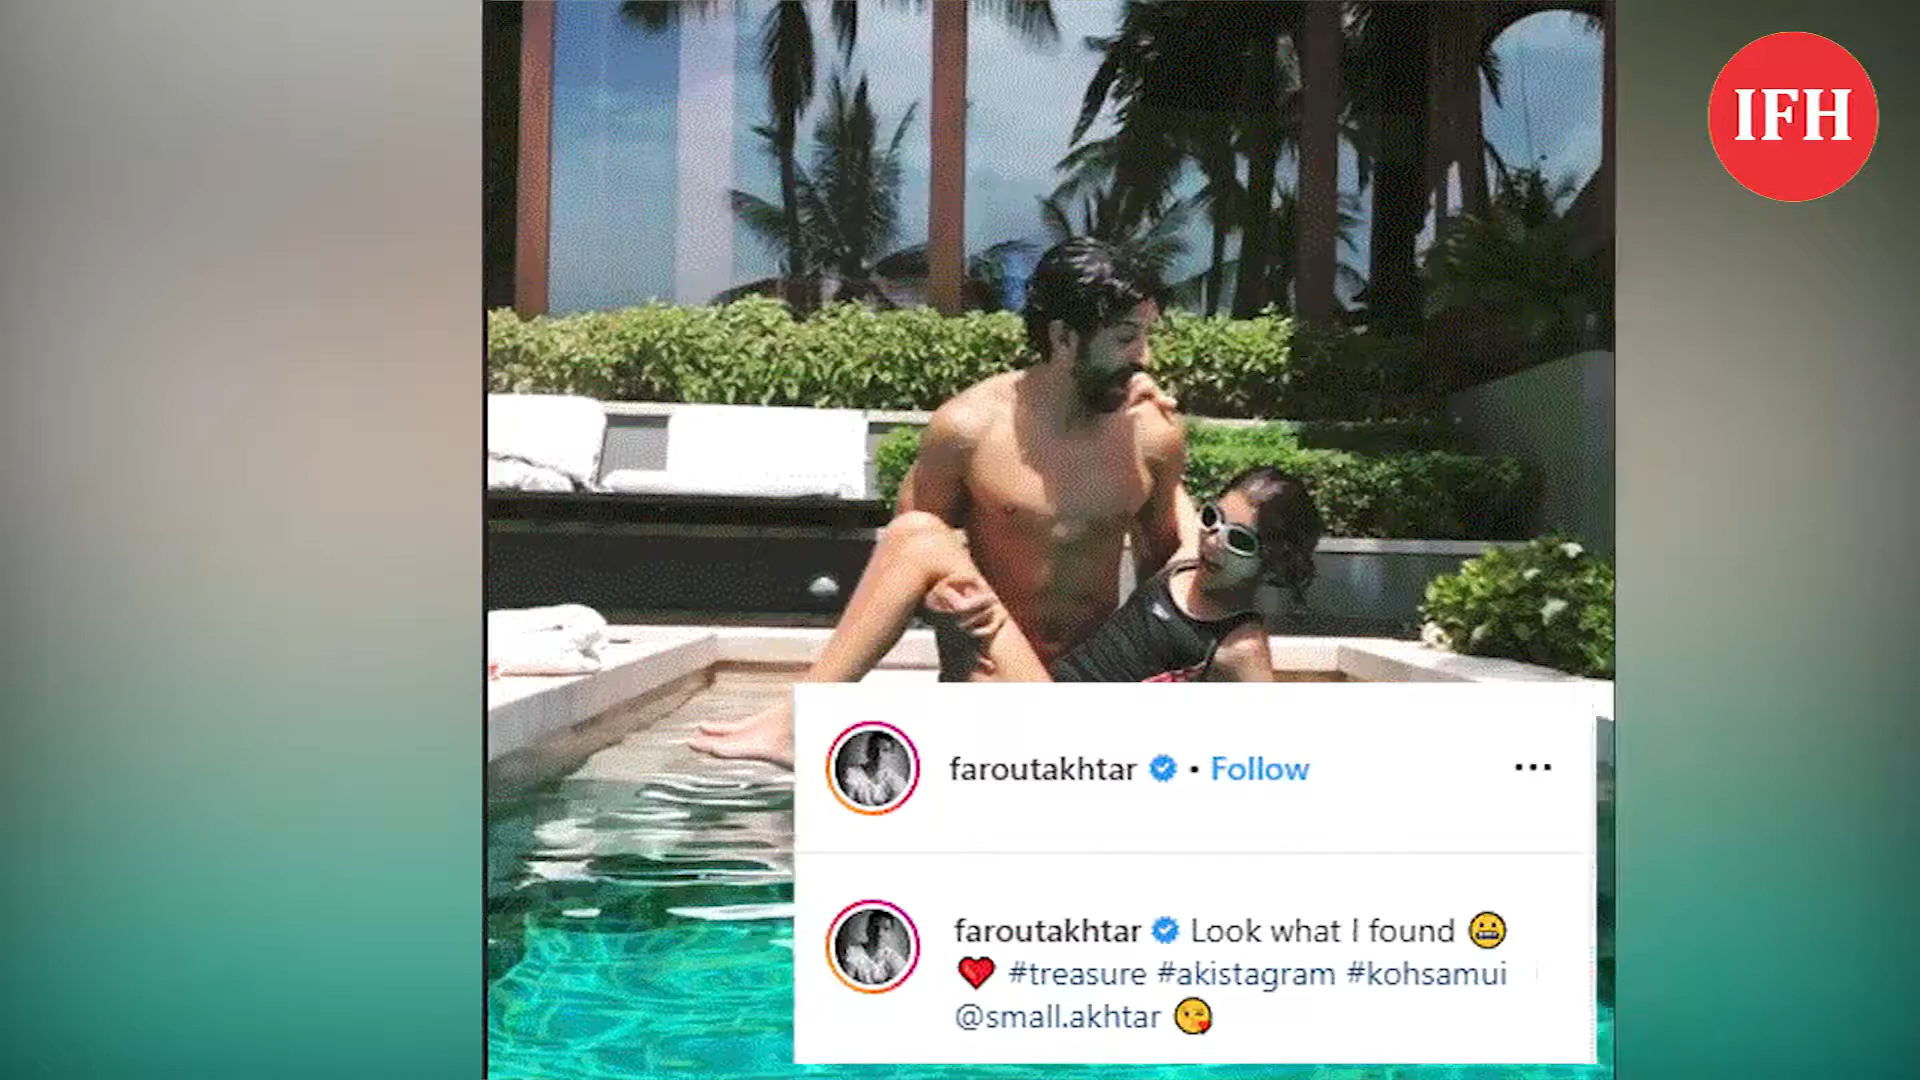 IFH
faroutakhtar • Follow
faroutakhtar Look what I found 😬
❤️ #treasure #akistagram #kohsamui
@small.akhtar 😘